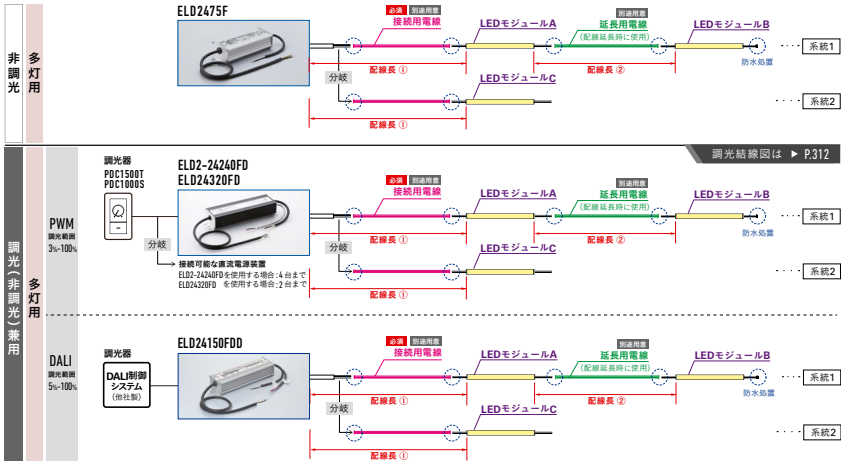 非調光
多灯用
ELD2475F
必須 別途用意
接続用電線
LEDモジュールA
別途用意
延長用電線
(配線延長時に使用)
LEDモジュールB
防水処置
系統1
配線長①
配線長②
分岐
LEDモジュールC
配線長①
系統2
調光結線図は ▶ P.312
調光(非調光)兼用
多灯用
PWM
調光範囲
3%-100%
調光器
PDC1500T
PDC1000S
分岐
ELD2-24240FD
ELD24320FD
接続可能な直流電源装置
ELD2-24240FDを使用する場合:4台まで
ELD24320FD を使用する場合:2台まで
必須 別途用意
接続用電線
LEDモジュールA
別途用意
延長用電線
(配線延長時に使用)
LEDモジュールB
防水処置
系統1
配線長①
配線長②
分岐
LEDモジュールC
配線長①
系統2
DALI
調光範囲
5%-100%
調光器
DALI制御
システム
(他社製)
ELD24150FDD
必須 別途用意
接続用電線
LEDモジュールA
別途用意
延長用電線
(配線延長時に使用)
LEDモジュールB
防水処置
系統1
配線長①
配線長②
分岐
LEDモジュールC
配線長①
系統2